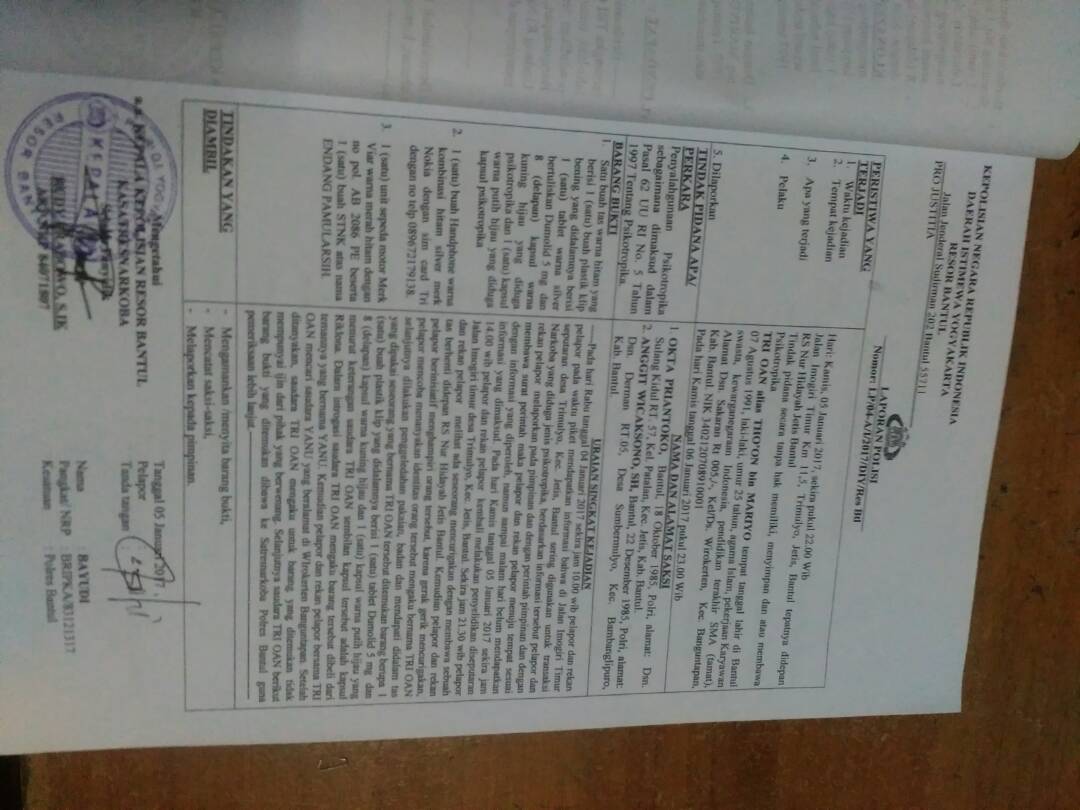 KEPOLISIAN NEGARA REPUBLIK INDONESIA
DAERAH ISTIMEWA YOGYAKARTA
RESOR BANTUL
Jalan Jenderal Sudirman 202 Bantul 55711
PRO JUSTITIA
LAPORAN POLISI
Nomor: LP/04-A/I/2017/DIY/Res Btl
PERISTIWA YANG
TERJADI
1. Waktu kejadian
2. Tempat kejadian
3. Apa yang terjadi
4. Pelaku
5. Dilaporkan
Hari: Kamis, 05 Januari 2017, sekira pukul 22.00 Wib
Jalan Imogiri Timur Km 11,5, Trimulyo, Jetis, Bantul tepatnya didepan
RS Nur Hidayah Jetis Bantul
Tindak pidana secara tanpa hak memiliki, menyimpan dan atau membawa
Psikotropika
TRI OAN alias THO'ON bin MARIYO tempat tanggal lahir di Bantul
07 Agustus 1991, laki-laki, umur 25 tahun, agama Islam, pekerjaan Karyawan
swasta, kewarganegaraan Indonesia, pendidikan terakhir SMA (tamat),
Alamat Dsn. Sakaran Rt 005,/-, Kel/Ds. Wirokerten, Kec. Banguntapan,
Kab. Bantul. NIK 3402120708910001
Pada hari Kamis tanggal 06 Januari 2017 pukul 23.00 Wib
TINDAK PIDANA APA/
PERKARA
Penyalahgunaan Psikotropika
sebagaimana dimaksud dalam
Pasal 62 UU RI No. 5 Tahun
1997 Tentang Psikotropika.
NAMA DAN ALAMAT SAKSI
1. OKTA PRIANTOKO, Bantul, 18 Oktober 1985, Polri, alamat: Dsn.
Sulang Kidul RT. 57, Kel. Patalan, Kec. Jetis, Kab. Bantul.
2. ANGGIT WICAKSONO, SH, Bantul, 22 Desember 1985, Polri, alamat:
Dsn. Derman RT.05, Desa Sumbermulyo, Kec. Bambanglipuro,
Kab. Bantul.
BARANG BUKTI
1. Satu buah tas warna hitam yang
berisi 1 (satu) buah plastik klip
bening yang didalamnya berisi
1 (satu) tablet warna silver
bertuliskan Dumolid 5 mg dan
8 (delapan) kapsul warna
kuning hijau yang diduga
psikotropika dan 1 (satu) kapsul
warna putih hijau yang diduga
kapsul psikotropika
2. 1 (satu) buah Handphone warna
kombinasi hitam silver merk
Nokia dengan sim card Tri
dengan no telp 089672179138.
3. 1 (satu) unit sepeda motor Merk
Viar warna merah hitam dengan
no pol. AB 2086 PE beserta
1 (satu) buah STNK atas nama
ENDANG PAMULARSIH.
URAIAN SINGKAT KEJADIAN
-----Pada hari Rabu tanggal 04 Januari 2017 sekira jam 10.00 wib pelapor dan rekan
pelapor pada waktu piket mendapatkan informasi bahwa di Jalan Imogiri Timur
seputaran desa Trimulyo, Kec. Jetis, Bantul sering digunakan untuk transaksi
Narkoba yang diduga jenis psikotropika, berdasarkan informasi tersebut pelapor dan
rekan pelapor melaporkan pada pimpinan dan dengan perintah pimpinan dan dengan
membawa surat perintah maka pelapor dan rekan pelapor menuju tempat sesuai
dengan informasi yang diperoleh, namun sampai malam hari belum mendapatkan
informasi yang dimaksud. Pada hari Kamis tanggal 05 Januari 2017 sekira jam
14.00 wib pelapor dan rekan pelapor kembali melakukan penyelidikan diseputaran
Jalan Imogiri timur desa Trimulyo, Kec. Jetis, Bantul. Sekira jam 21.30 wib pelapor
dan rekan pelapor melihat ada seseorang mencurigakan dengan membawa sebuah
tas berhenti didepan RS Nur Hidayah Jetis Bantul. Kemudian pelapor dan rekan
pelapor berinisiatif menghampiri orang tersebut, karena gerak gerik mencurigakan,
pelapor mencoba menanyakan identitas orang tersebut mengaku bernama TRI OAN
selanjutnya dilakukan penggeledahan pakaian, badan dan mendapati didalam tas
yang dipakai seseorang yang bernama TRI OAN tersebut ditemukan barang berupa 1
(satu) buah plastik klip yang didalamnya berisi 1 (satu) tablet Dumolid 5 mg dan
8 (delapan) kapsul warna kuning hijau dan 1 (satu) kapsul warna putih hijau yang
menurut keterangan saudara TRI OAN sembilan kapsul tersebut adalah kapsul
Riklona. Dalam introgasi saudara TRI OAN mengaku barang tersebut dibeli dari
temannya yang bernama YANU. Kemudian pelapor dan rekan pelapor bersama TRI
OAN mencari saudara YANU yang beralamat di WIrokerten Banguntapan. Setelah
ditanyakan, saudara TRI OAN mengaku untuk barang yang ditemukan tidak
mempunyai ijin dari pihak yang berwenang. Selanjutnya saudara TRI OAN berikut
barang bukti yang ditemukan dibawa ke Satresnarkoba Polres Bantul guna
pemeriksaan lebih lanjut.
TINDAKAN YANG
DIAMBIL
- Mengamankan /menyita barang bukti,
- Mencatat saksi-saksi,
- Melaporkan kepada pimpinan.
Mengetahui
a.n. KEPALA KEPOLISIAN RESOR BANTUL
KASATRESNARKOBA
Selaku Penyidik
RUDY PRABOWO, S.IK
AKP NRP 84071807
KEPALA
RESOR BANTUL
Tanggal 05 Januari 2017
Pelapor
Tanda tangan
Nama : BAYUDI
Pangkat/ NRP : BRIPKA/83121317
Kesatuan : Polres Bantul